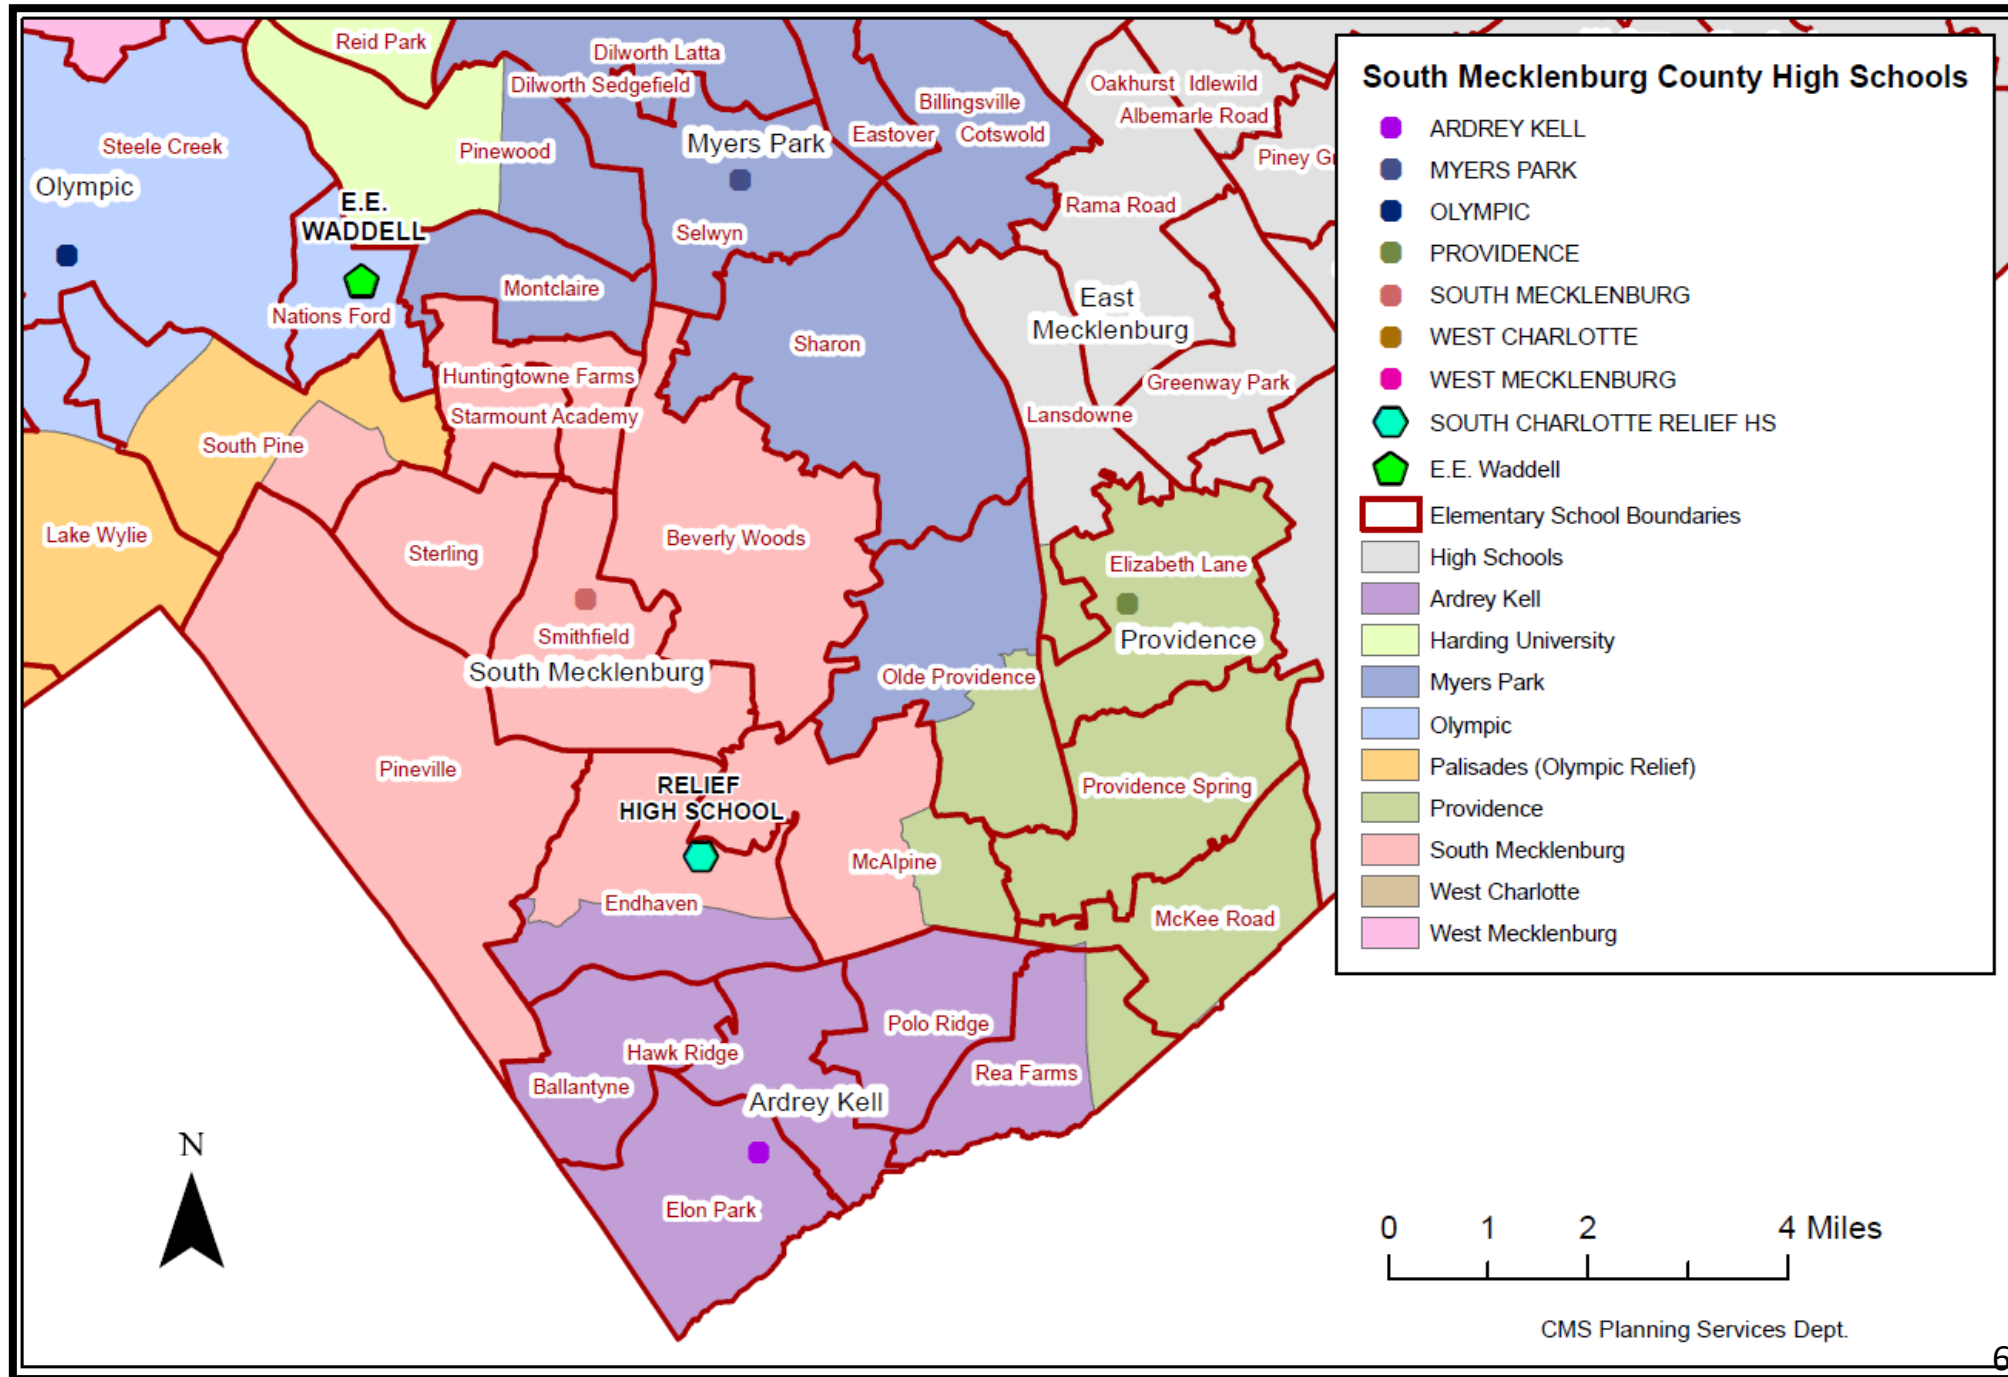 Reid Park
Dilworth Latta
Dilworth Sedgefield
Billingsville
Oakhurst Idlewild
Albemarle Road
Steele Creek
Pinewood
Myers Park
Eastover
Cotswold
Olympic
E.E.
WADDELL
Selwyn
Rama Road
Montclaire
Nations Ford
East
Mecklenburg
Sharon
Huntingtowne Farms
Starmount Academy
Greenway Park
Lansdowne
South Pine
Lake Wylie
Sterling
Beverly Woods
Elizabeth Lane
Smithfield
South Mecklenburg
Providence
Olde Providence
Pineville
RELIEF
HIGH SCHOOL
Providence Spring
McAlpine
Endhaven
McKee Road
Polo Ridge
Hawk Ridge
Ballantyne
Rea Farms
Ardrey Kell
Elon Park
South Mecklenburg County High Schools
ARDREY KELL
MYERS PARK
OLYMPIC
PROVIDENCE
SOUTH MECKLENBURG
WEST CHARLOTTE
WEST MECKLENBURG
SOUTH CHARLOTTE RELIEF HS
E.E. Waddell
Elementary School Boundaries
High Schools
Ardrey Kell
Harding University
Myers Park
Olympic
Palisades (Olympic Relief)
Providence
South Mecklenburg
West Charlotte
West Mecklenburg
N
0 1 2 4 Miles
CMS Planning Services Dept.
6